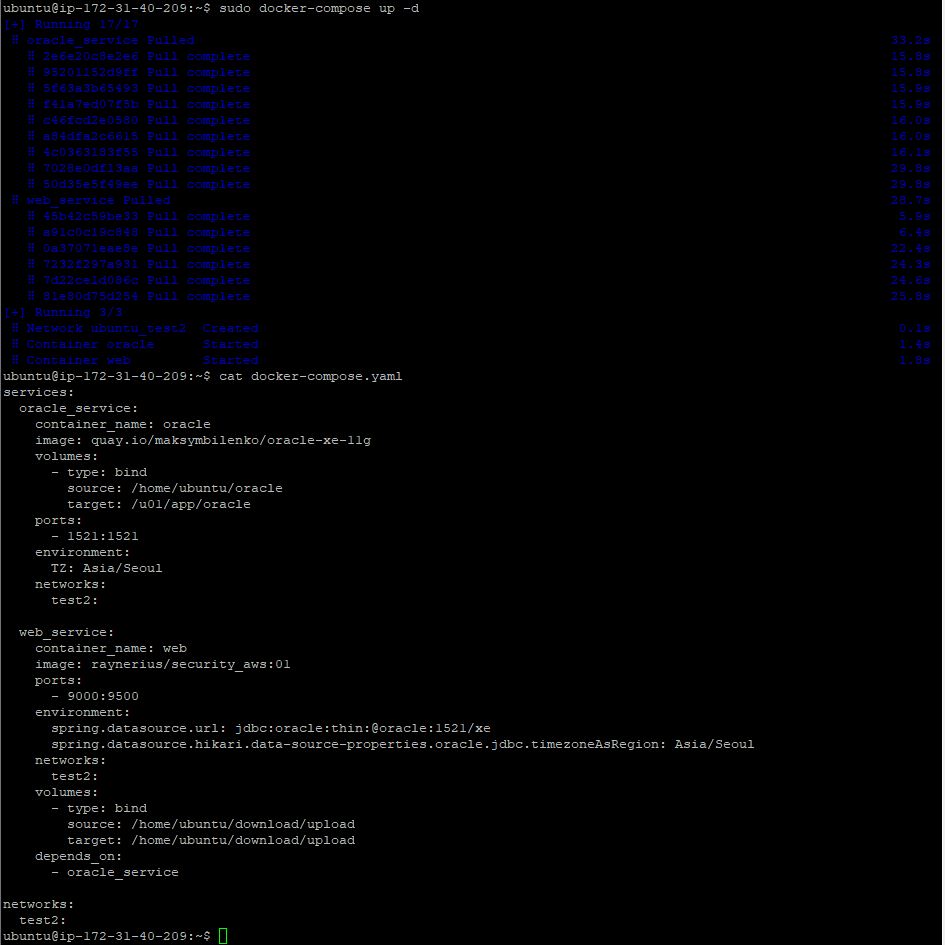 ubuntu@ip-172-31-40-209:~$ sudo docker-compose up -d
[+] Running 17/17
⠿ oracle_service Pulled 33.2s
⠿ 2e6e20c8e2e6 Pull complete 15.8s
⠿ 95201152d9ff Pull complete 15.8s
⠿ 5f63a3b65493 Pull complete 15.9s
⠿ f41a7ed07f5b Pull complete 15.9s
⠿ c46fcd2e0580 Pull complete 16.0s
⠿ a84dfa2c6615 Pull complete 16.0s
⠿ 4c0363183f55 Pull complete 16.1s
⠿ 7028e0df13aa Pull complete 29.8s
⠿ 50d35e5f49ee Pull complete 29.8s
⠿ web_service Pulled 28.7s
⠿ 45b42c59be33 Pull complete 5.9s
⠿ a91c0c19c848 Pull complete 6.4s
⠿ 0a37071eae8e Pull complete 22.4s
⠿ 7232f297a931 Pull complete 24.3s
⠿ 7d22ce1d086c Pull complete 24.6s
⠿ 81e80d75d254 Pull complete 25.8s
[+] Running 3/3
⠿ Network ubuntu_test2 Created 0.1s
⠿ Container oracle Started 1.4s
⠿ Container web Started 1.8s
ubuntu@ip-172-31-40-209:~$ cat docker-compose.yaml
services:
  oracle_service:
    container_name: oracle
    image: quay.io/maksymbilenko/oracle-xe-11g
    volumes:
      - type: bind
        source: /home/ubuntu/oracle
        target: /u01/app/oracle
    ports:
      - 1521:1521
    environment:
      TZ: Asia/Seoul
    networks:
      test2:
  web_service:
    container_name: web
    image: raynerius/security_aws:01
    ports:
      - 9000:9500
    environment:
      spring.datasource.url: jdbc:oracle:thin:@oracle:1521/xe
      spring.datasource.hikari.data-source-properties.oracle.jdbc.timezoneAsRegion: Asia/Seoul
    networks:
      test2:
    volumes:
      - type: bind
        source: /home/ubuntu/download/upload
        target: /home/ubuntu/download/upload
    depends_on:
      - oracle_service
networks:
  test2:
ubuntu@ip-172-31-40-209:~$